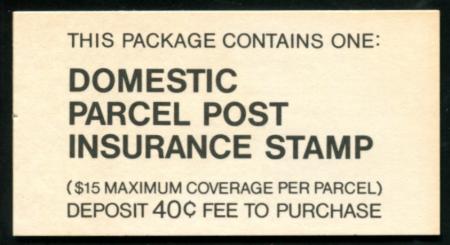 THIS PACKAGE CONTAINS ONE:
DOMESTIC
PARCEL POST
INSURANCE STAMP
($15 MAXIMUM COVERAGE PER PARCEL)
DEPOSIT 40¢ FEE TO PURCHASE